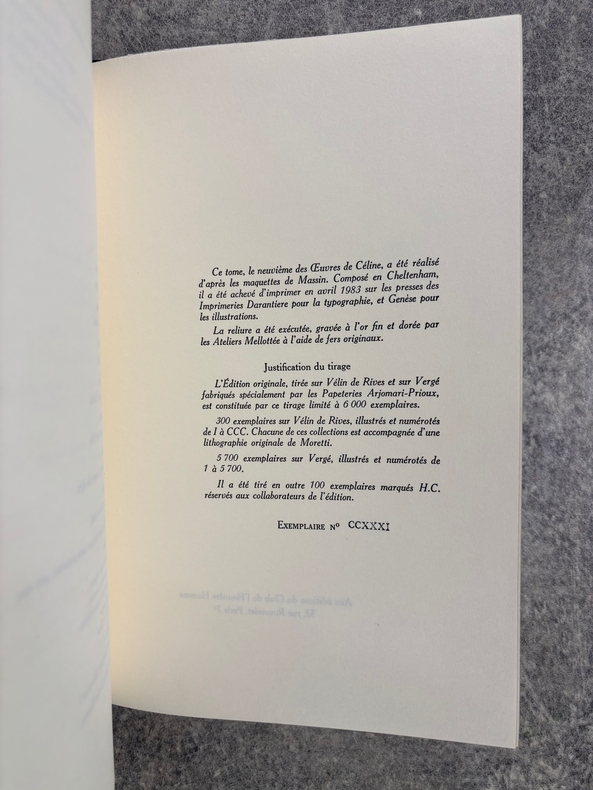 Ce tome, le neuvième des Œuvres de Céline, a été réalisé
d'après les maquettes de Massin. Composé en Cheltenham,
il a été achevé d'imprimer en avril 1983 sur les presses des
Imprimeries Darantiere pour la typographie, et Genèse pour
les illustrations.
La reliure a été exécutée, gravée à l'or fin et dorée par
les Ateliers Mellottée à l'aide de fers originaux.
Justification du tirage
L'Édition originale, tirée sur Vélin de Rives et sur Vergé
fabriqués spécialement par les Papeteries Arjomari-Prioux,
est constituée par ce tirage limité à 6 000 exemplaires.
300 exemplaires sur Vélin de Rives, illustrés et numérotés
de I à CCC. Chacune de ces collections est accompagnée d'une
lithographie originale de Moretti.
5 700 exemplaires sur Vergé, illustrés et numérotés de
1 à 5 700.
Il a été tiré en outre 100 exemplaires marqués H.C.
réservés aux collaborateurs de l'édition.
EXEMPLAIRE Nº CCXXXI